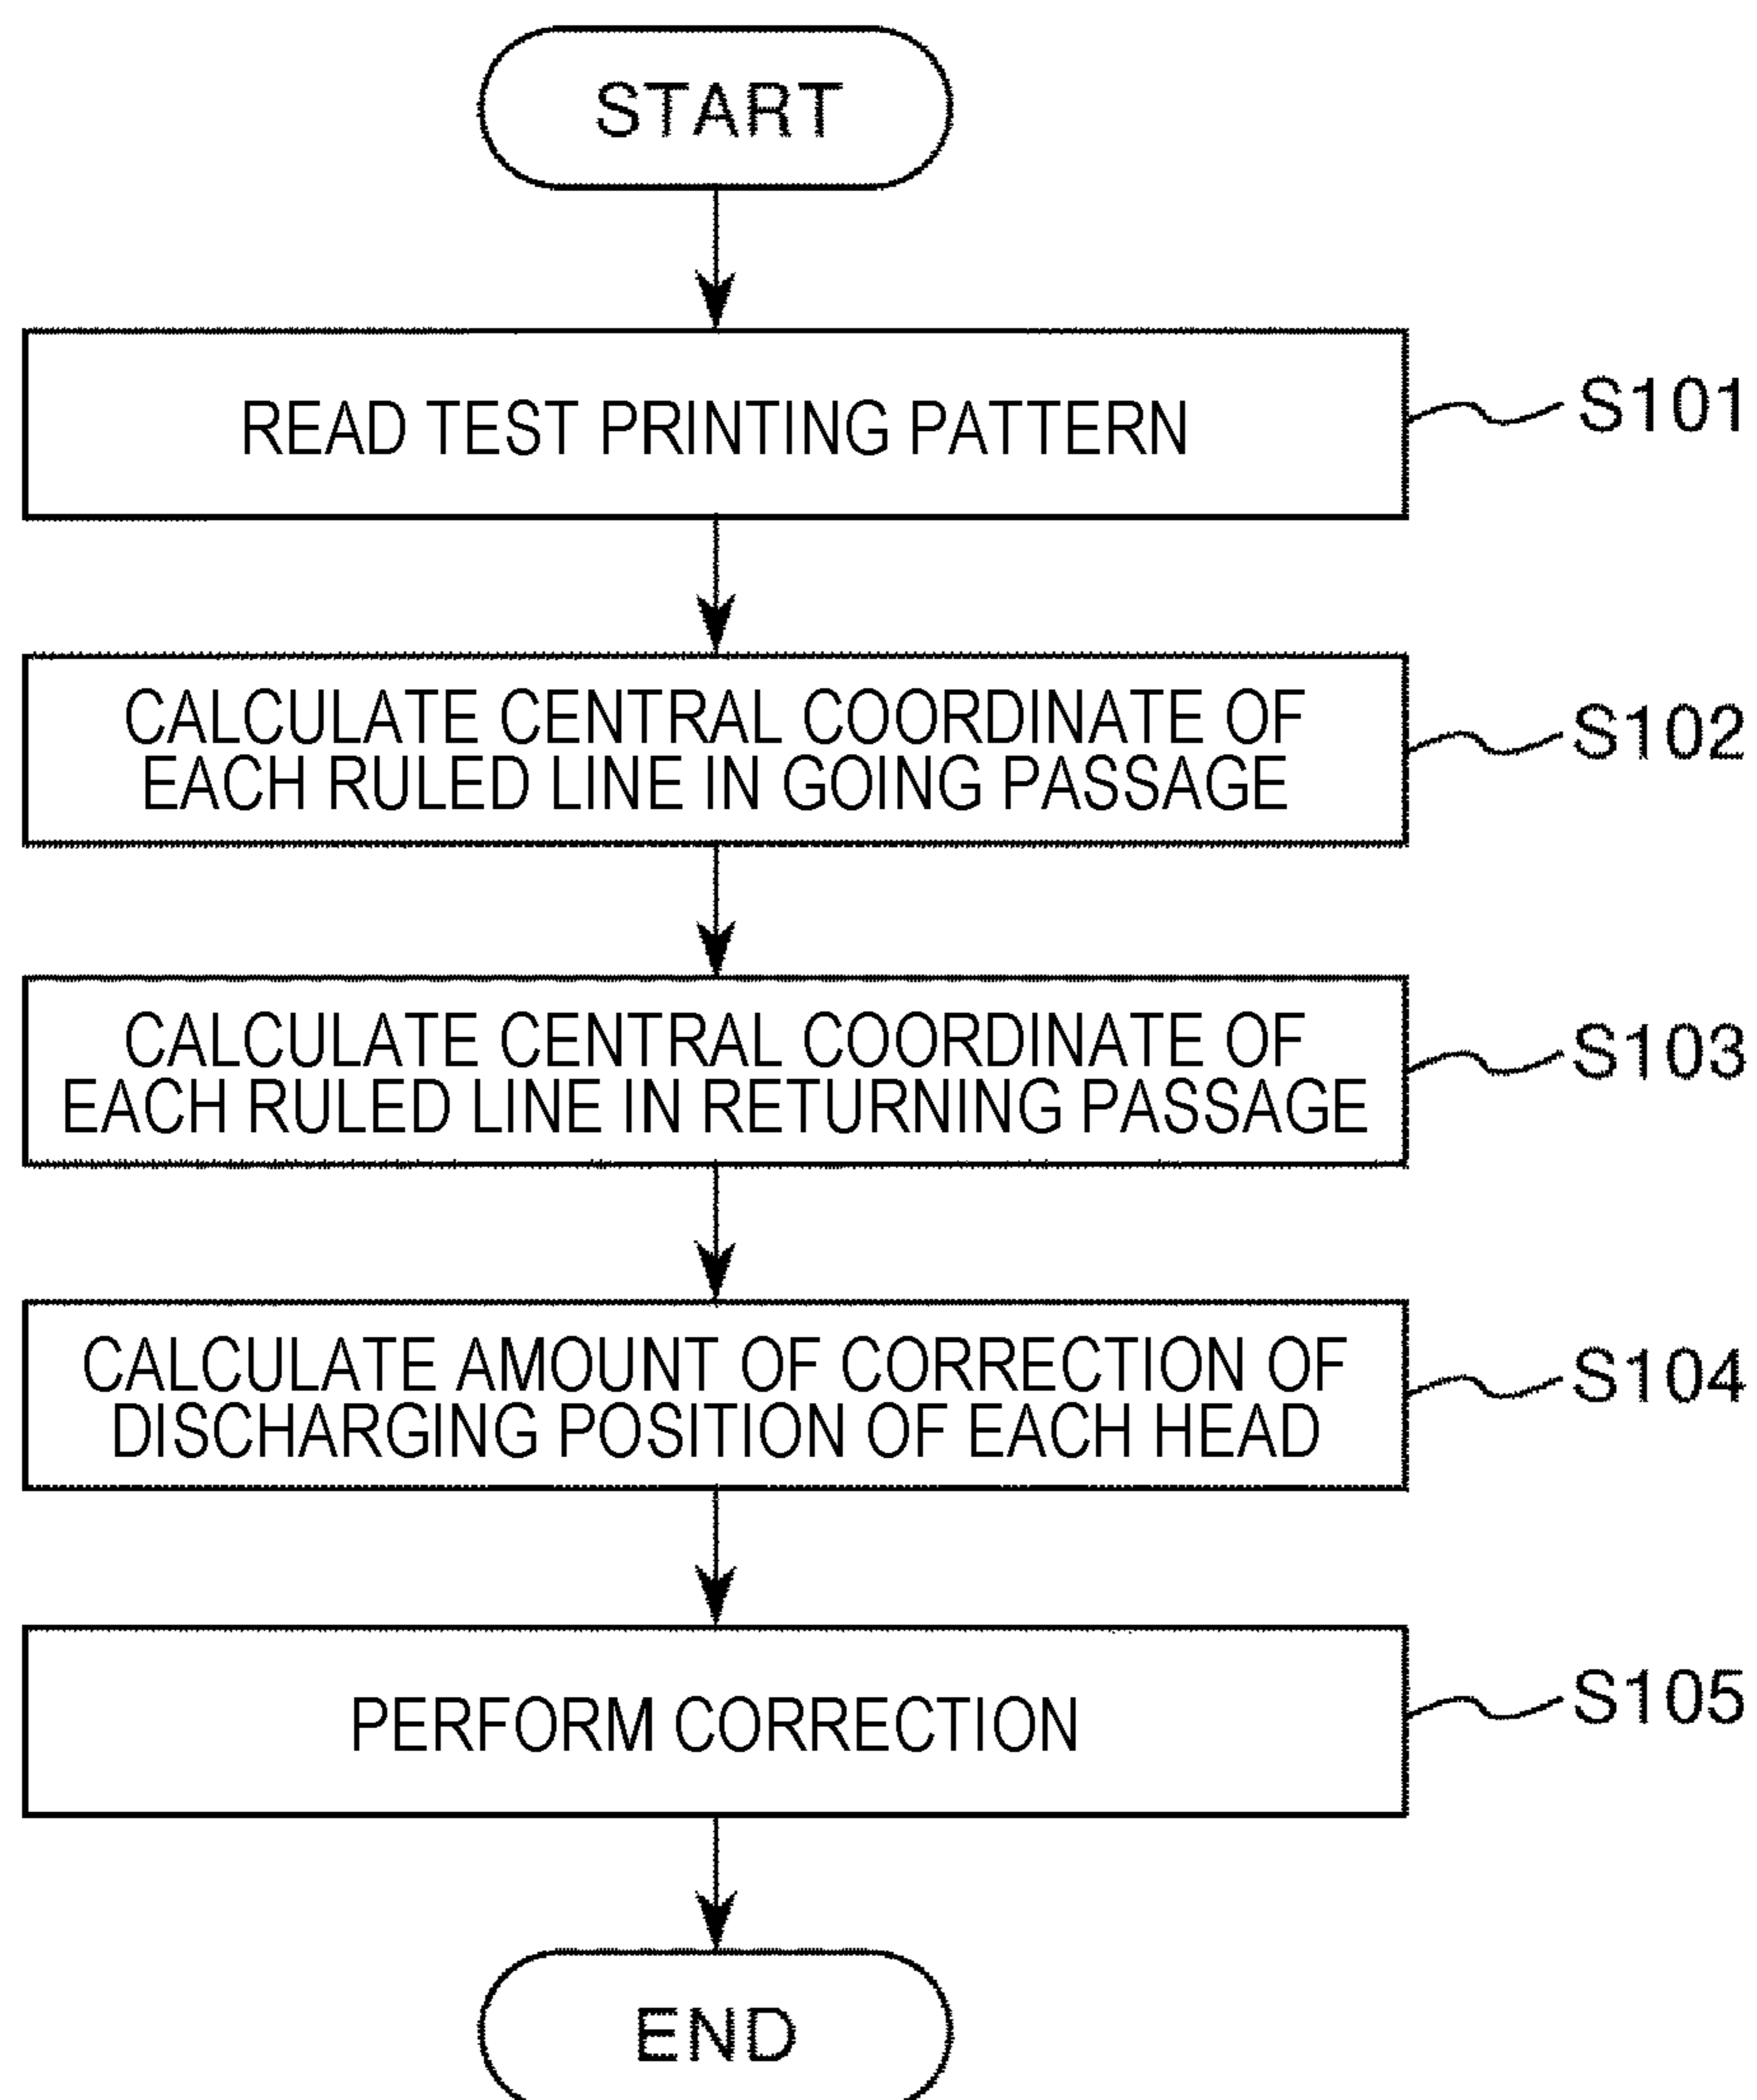 START
READ TEST PRINTING PATTERN
S101
CALCULATE CENTRAL COORDINATE OF
EACH RULED LINE IN GOING PASSAGE
S102
CALCULATE CENTRAL COORDINATE OF
EACH RULED LINE IN RETURNING PASSAGE
S103
CALCULATE AMOUNT OF CORRECTION OF
DISCHARGING POSITION OF EACH HEAD
S104
PERFORM CORRECTION
S105
END